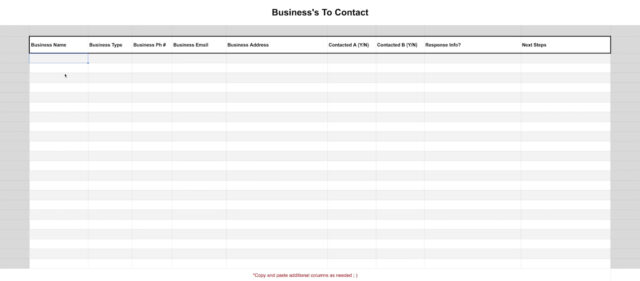 Business's To Contact
Business Name Business Type Business Ph # Business Email Business Address Contacted A (Y/N) Contacted B (Y/N) Response Info? Next Steps
*Copy and paste additional columns as needed ; )